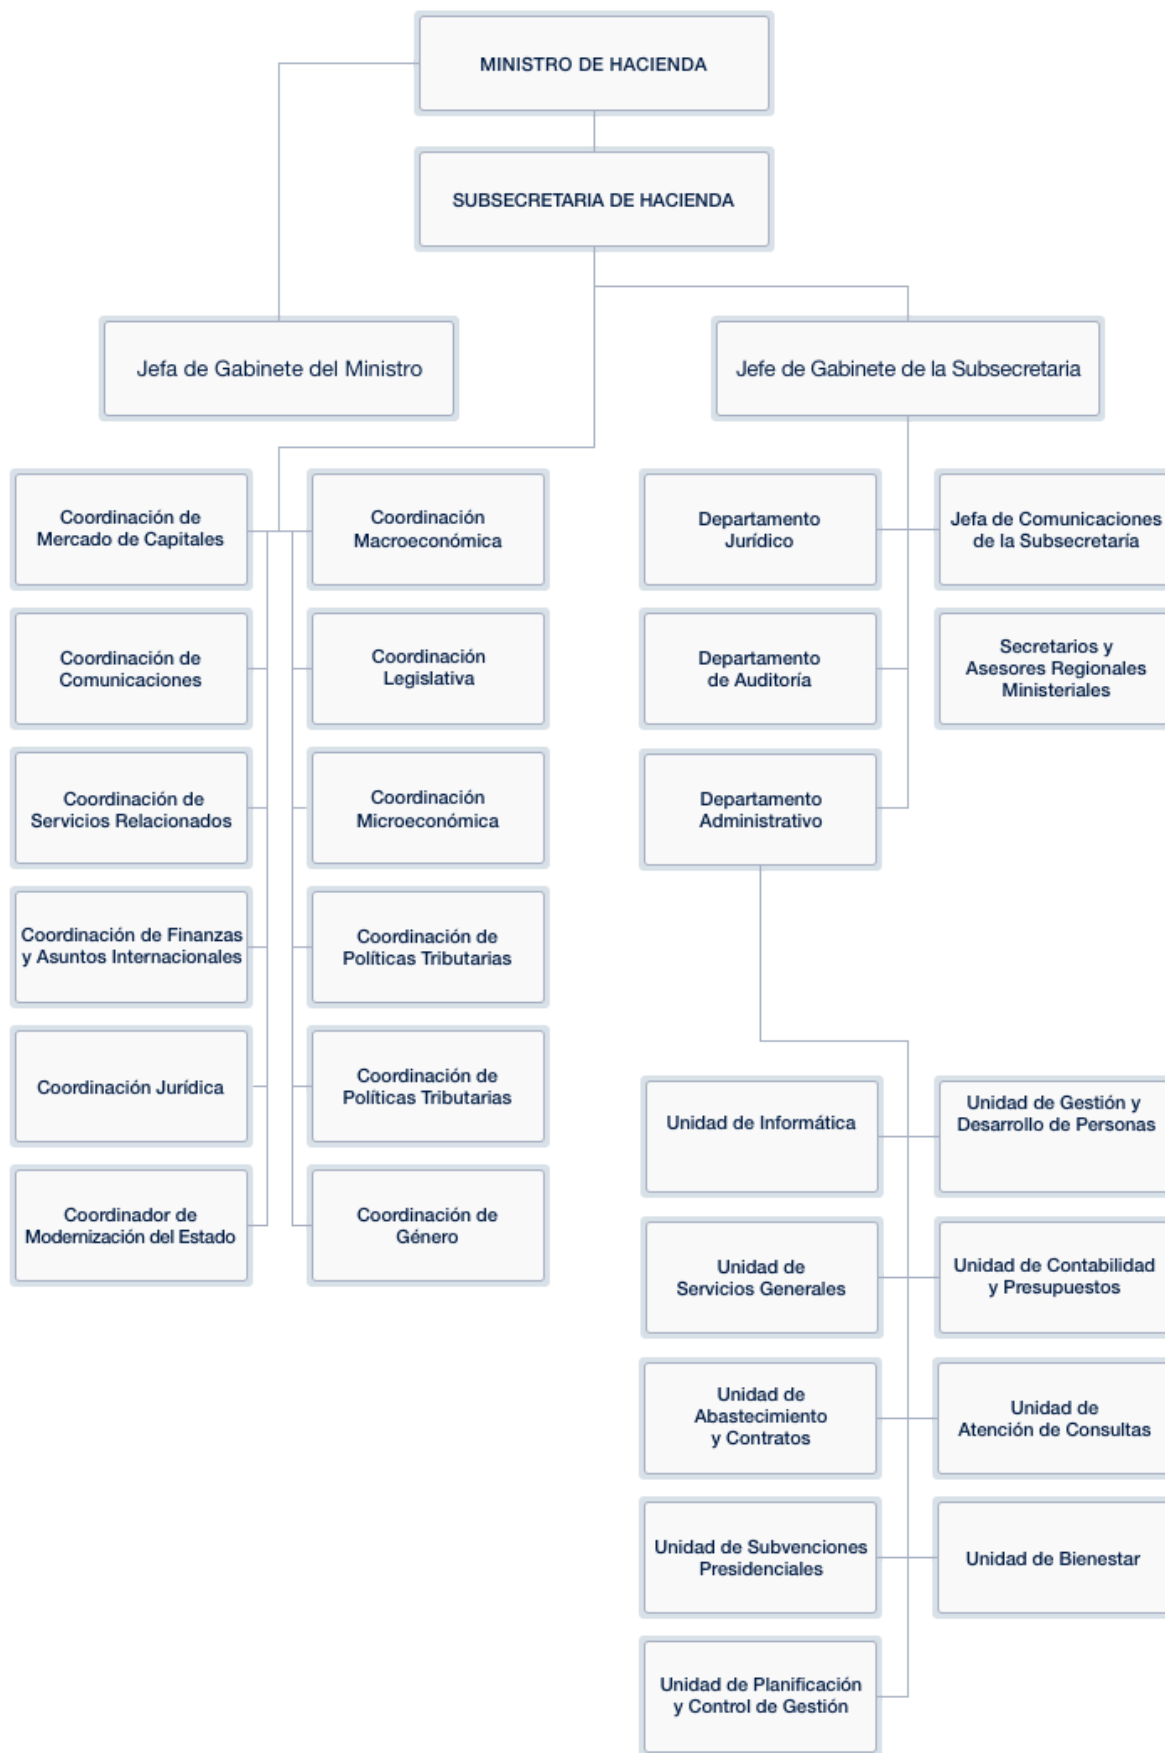 MINISTRO DE HACIENDA
SUBSECRETARIA DE HACIENDA
Jefa de Gabinete del Ministro
Jefe de Gabinete de la Subsecretaria
Coordinación de
Mercado de Capitales
Coordinación
Macroeconómica
Departamento
Jurídico
Jefa de Comunicaciones
de la Subsecretaría
Coordinación de
Comunicaciones
Coordinación
Legislativa
Departamento
de Auditoría
Secretarios y
Asesores Regionales
Ministeriales
Coordinación de
Servicios Relacionados
Coordinación
Microeconómica
Departamento
Administrativo
Coordinación de Finanzas
y Asuntos Internacionales
Coordinación de
Políticas Tributarias
Coordinación Jurídica
Coordinación de
Políticas Tributarias
Coordinador de
Modernización del Estado
Coordinación de
Género
Unidad de Informática
Unidad de Gestión y
Desarrollo de Personas
Unidad de
Servicios Generales
Unidad de Contabilidad
y Presupuestos
Unidad de
Abastecimiento
y Contratos
Unidad de
Atención de Consultas
Unidad de Subvenciones
Presidenciales
Unidad de Bienestar
Unidad de Planificación
y Control de Gestión